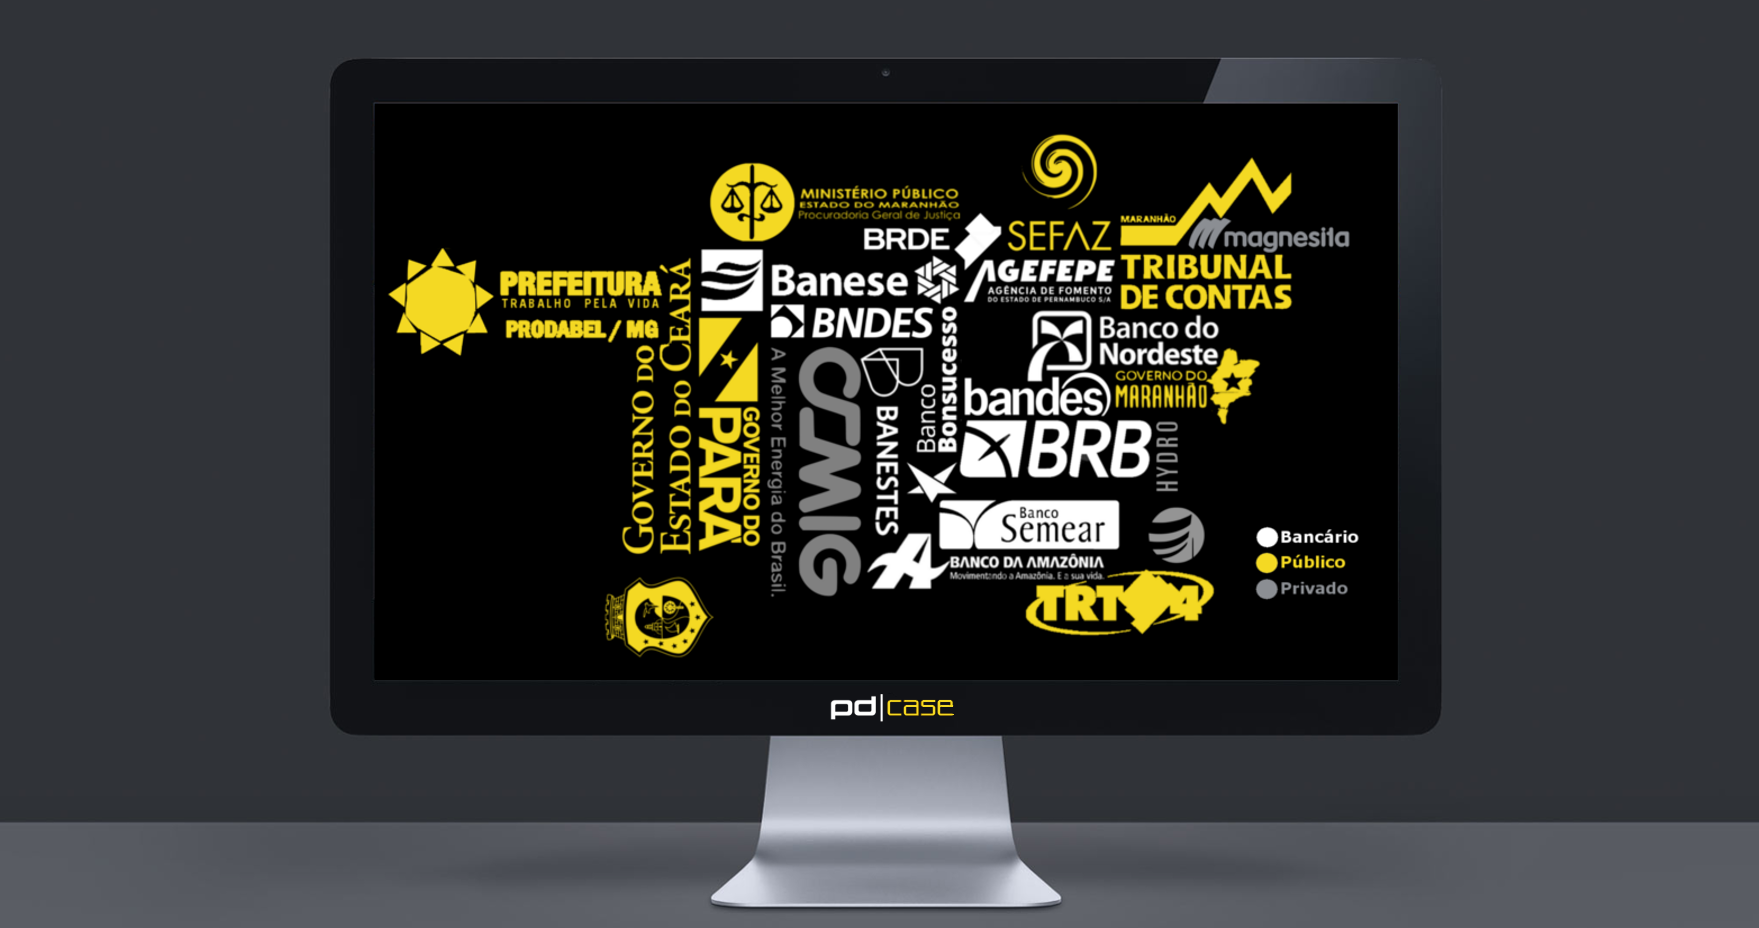 MINISTÉRIO PÚBLICO
ESTADO DO MARANHÃO
Procuradoria Geral de Justiça
BRDE
SEFAZ
MARANHÃO
magnesita
PREFEITURA
TRABALHO PELA VIDA
PRODABEL / MG
GOVERNO DO
ESTADO DO CEARÁ
Banese
BNDES
AGEFEPE
AGÊNCIA DE FOMENTO
DO ESTADO DE PERNAMBUCO S/A
TRIBUNAL
DE CONTAS
GOVERNO DO
PARÁ
A Melhor Energia do Brasil.
CEMIG
BANESTES
Banco
Bonsucesso
Banco do
Nordeste
bandes
GOVERNO DO
MARANHÃO
BRB
HYDRO
Banco
Semear
BANCO DA AMAZÔNIA
Movimentando a Amazônia. E a sua vida.
TRT 4
Bancário
Público
Privado
pd|case